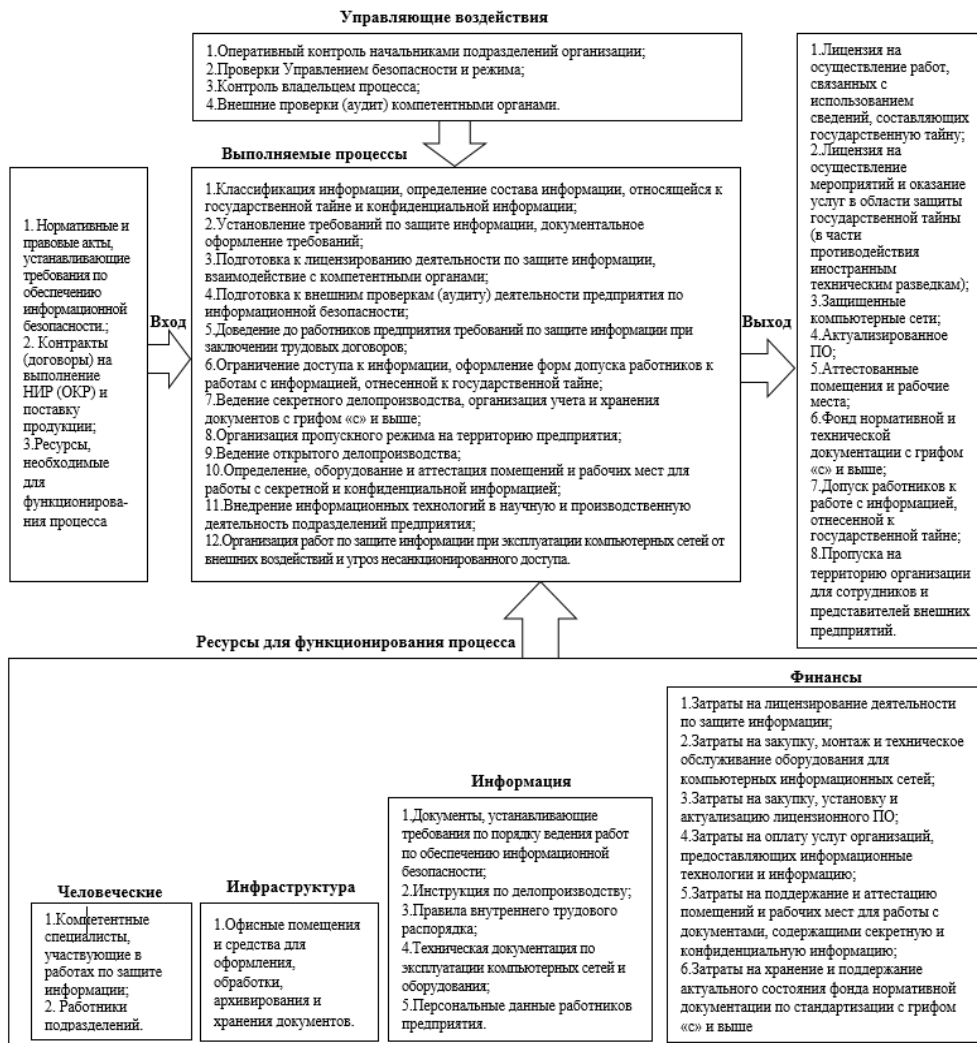 Управляющие воздействия
1.Оперативный контроль начальниками подразделений организации;
2.Проверки Управлением безопасности и режима;
3.Контроль владельцем процесса;
4.Внешние проверки (аудит) компетентными органами.
Вход
1. Нормативные и
правовые акты,
устанавливающие
требования по
обеспечению
информационной
безопасности.;
2. Контракты
(договоры) на
выполнение
НИР (ОКР) и
поставку
продукции;
3.Ресурсы,
необходимые
для
функционирова-
ния процесса
Выполняемые процессы
1.Классификация информации, определение состава информации, относящейся к
государственной тайне и конфиденциальной информации;
2.Установление требований по защите информации, документальное
оформление требований;
3.Подготовка к лицензированию деятельности по защите информации,
взаимодействие с компетентными органами;
4.Подготовка к внешним проверкам (аудиту) деятельности предприятия по
информационной безопасности;
5.Доведение до работников предприятия требований по защите информации при
заключении трудовых договоров;
6.Ограничение доступа к информации, оформление форм допуска работников к
работам с информацией, отнесенной к государственной тайне;
7.Ведение секретного делопроизводства, организация учета и хранения
документов с грифом «с» и выше;
8.Организация пропускного режима на территорию предприятия;
9.Ведение открытого делопроизводства;
10.Определение, оборудование и аттестация помещений и рабочих мест для
работы с секретной и конфиденциальной информацией;
11.Внедрение информационных технологий в научную и производственную
деятельность подразделений предприятия;
12.Организация работ по защите информации при эксплуатации компьютерных сетей от
внешних воздействий и угроз несанкционированного доступа.
Выход
1.Лицензия на
осуществление работ,
связанных с
использованием
сведений, составляющих
государственную тайну;
2.Лицензия на
осуществление
мероприятий и оказание
услуг в области защиты
государственной тайны
(в части
противодействия
иностранным
техническим разведкам);
3.Защищенные
компьютерные сети;
4.Актуализированное
ПО;
5.Аттестованные
помещения и рабочие
места;
6.Фонд нормативной и
технической
документации с грифом
«с» и выше;
7.Допуск работников к
работе с информацией,
отнесенной к
государственной тайне;
8.Пропуска на
территорию организации
для сотрудников и
представителей внешних
предприятий.
Ресурсы для функционирования процесса
Человеческие
1.Компетентные
специалисты,
участвующие в
работах по защите
информации;
2. Работники
подразделений.
Инфраструктура
1.Офисные помещения
и средства для
оформления,
обработки,
архивирования и
хранения документов.
Информация
1.Документы, устанавливающие
требования по порядку ведения работ
по обеспечению информационной
безопасности;
2.Инструкция по делопроизводству;
3.Правила внутреннего трудового
распорядка;
4.Техническая документация по
эксплуатации компьютерных сетей и
оборудования;
5.Персональные данные работников
предприятия.
Финансы
1.Затраты на лицензирование деятельности
по защите информации;
2.Затраты на закупку, монтаж и техническое
обслуживание оборудования для
компьютерных информационных сетей;
3.Затраты на закупку, установку и
актуализацию лицензионного ПО;
4.Затраты на оплату услуг организаций,
предоставляющих информационные
технологии и информацию;
5.Затраты на поддержание и аттестацию
помещений и рабочих мест для работы с
документами, содержащими секретную и
конфиденциальную информацию;
6.Затраты на хранение и поддержание
актуального состояния фонда нормативной
документации по стандартизации с грифом
«с» и выше